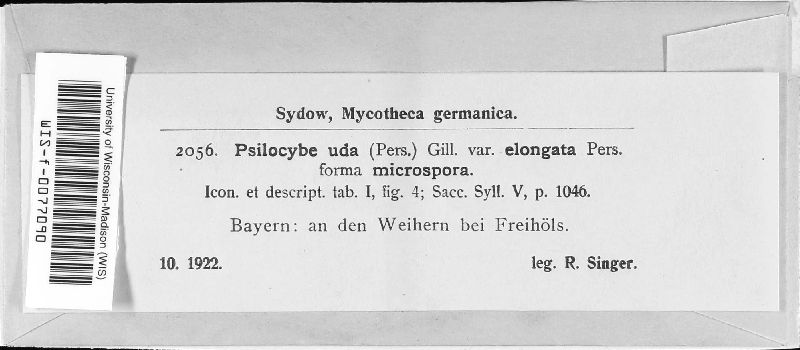 Sydow, Mycotheca germanica.
2056. Psilocybe uda (Pers.) Gill. var. elongata Pers.
forma microspora.
Icon. et descript. tab. I, fig. 4; Sacc. Syll. V, p. 1046.
Bayern: an den Weihern bei Freihöls.
10. 1922. leg. R. Singer.
University of Wisconsin-Madison (WIS)
WIS-f-0077090